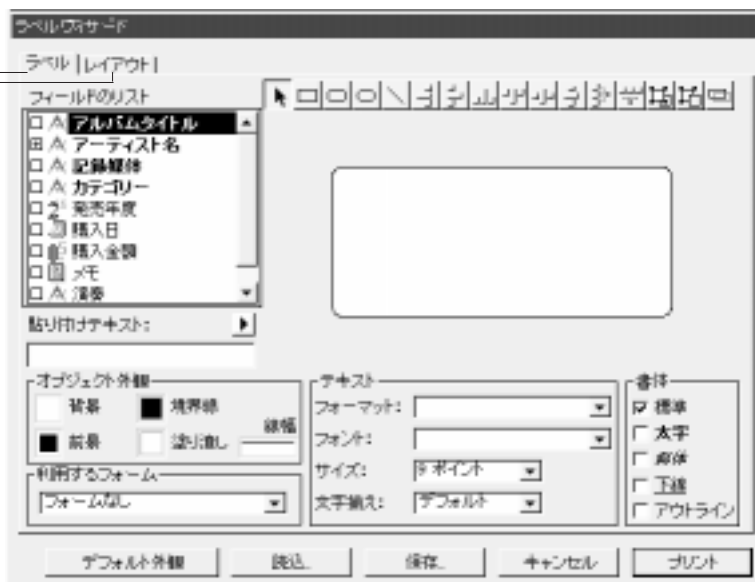 ラベルウィザード
ラベル
レイアウト
フィールドのリスト
アルバムタイトル
アーティスト名
記録媒体
カテゴリー
発売年度
購入日
購入金額
メモ
演奏
貼り付けテキスト:
オブジェクト外観
背景
境界線
前景
塗り潰し
線幅
利用するフォーム
フォームなし
テキスト
フォーマット:
フォント:
サイズ:
9 ポイント
文字揃え:
デフォルト
書体
標準
太字
斜体
下線
アウトライン
デフォルト外観
読込...
保存...
キャンセル
プリント